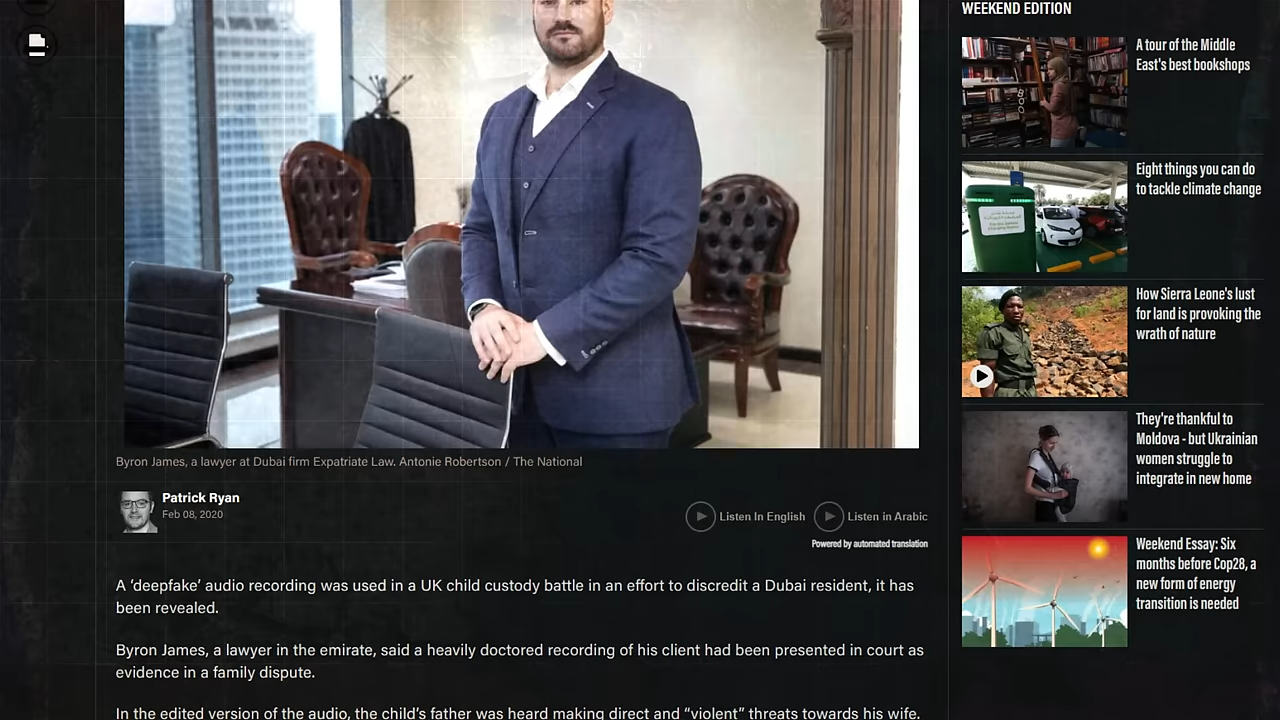 WEEKEND EDITION
A tour of the Middle
East's best bookshops
Eight things you can do
to tackle climate change
How Sierra Leone's lust
for land is provoking the
wrath of nature
They're thankful to
Moldova - but Ukrainian
women struggle to
integrate in new home
Weekend Essay: Six
months before Cop28, a
new form of energy
transition is needed
Byron James, a lawyer at Dubai firm Expatriate Law. Antonie Robertson / The National
Patrick Ryan
Feb 08, 2020
Listen In English
Listen in Arabic
Powered by automated translation
A ‘deepfake’ audio recording was used in a UK child custody battle in an effort to discredit a Dubai resident, it has
been revealed.
Byron James, a lawyer in the emirate, said a heavily doctored recording of his client had been presented in court as
evidence in a family dispute.
In the edited version of the audio, the child’s father was heard making direct and “violent” threats towards his wife.